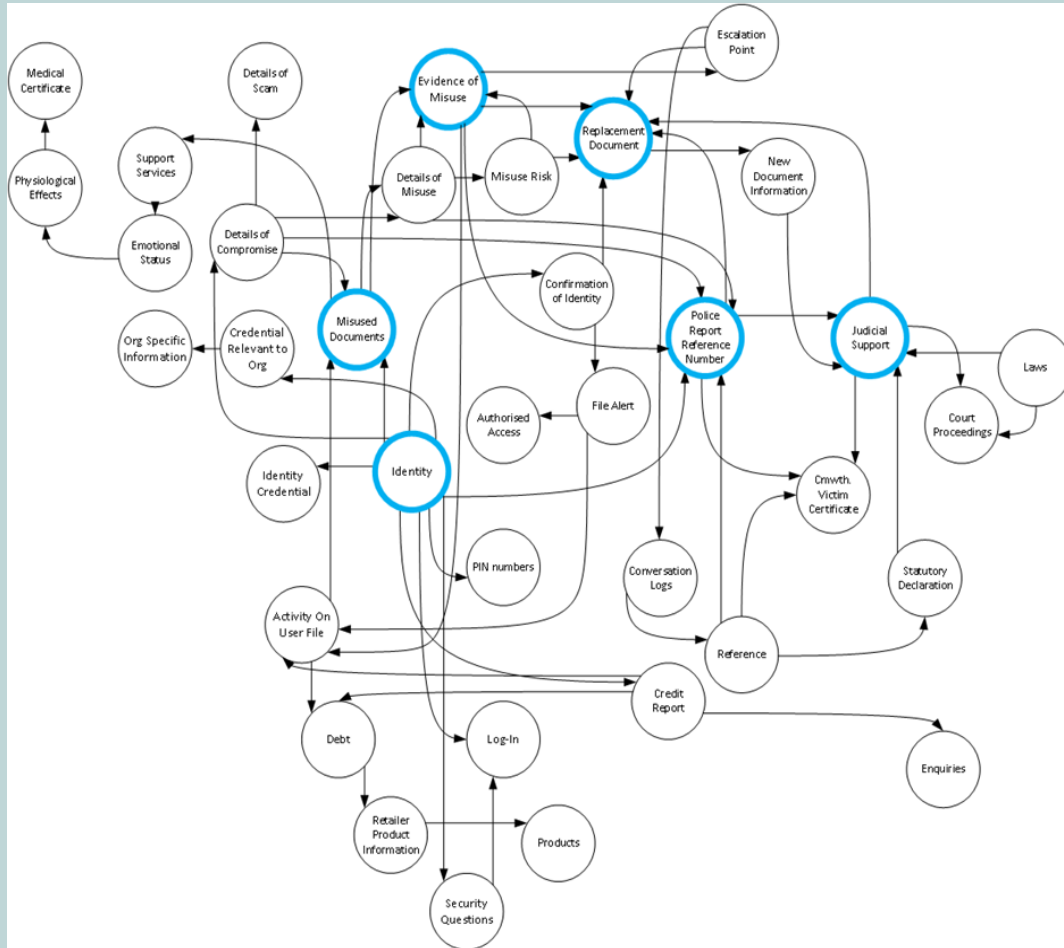 Escalation
Point
Medical
Certificate
Details of
Scam
Evidence of
Misuse
Replacement
Document
Support
Services
Physiological
Effects
Details of
Misuse
Misuse Risk
New
Document
Information
Emotional
Status
Details of
Compromise
Confirmation
of Identity
Org Specific
Information
Credential
Relevant to
Org
Misused
Documents
Police
Report
Reference
Number
Judicial
Support
Laws
Authorised
Access
File Alert
Court
Proceedings
Identity
Credential
Identity
Cmwth.
Victim
Certificate
PIN numbers
Conversation
Logs
Statutory
Declaration
Activity On
User File
Reference
Credit
Report
Debt
Log-In
Enquiries
Retailer
Product
Information
Products
Security
Questions